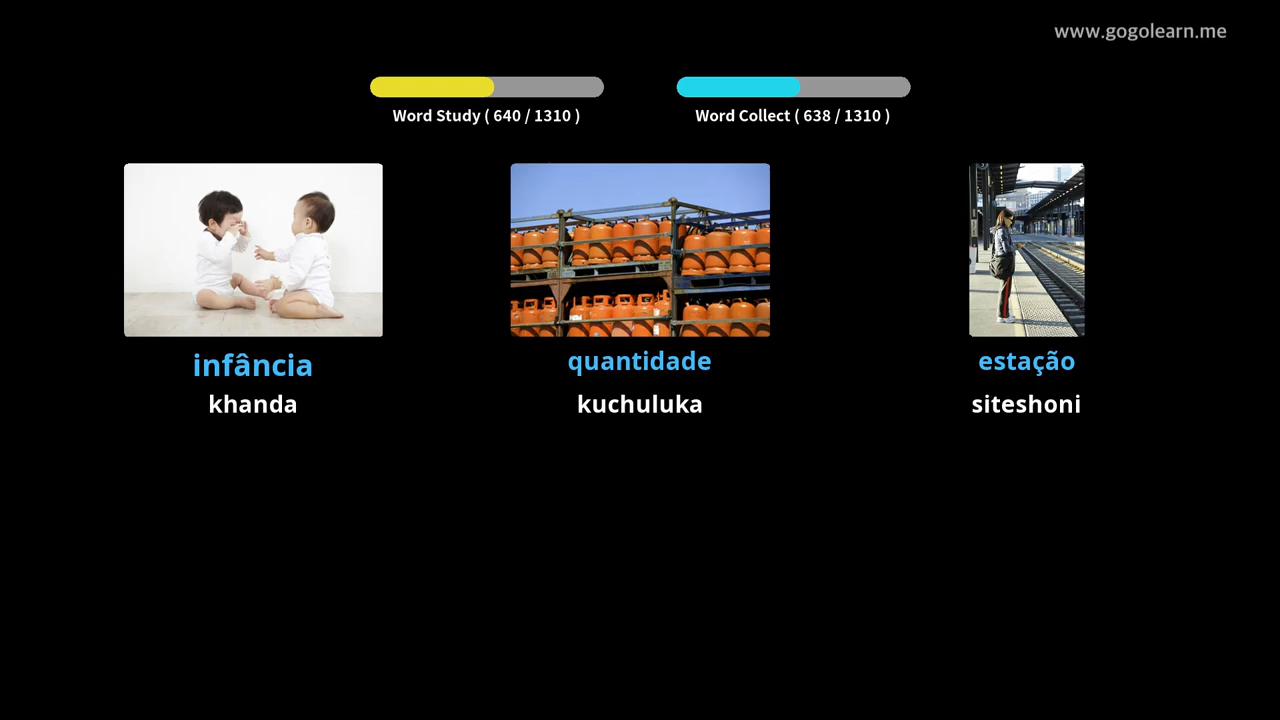 www.gogolearn.me
Word Study ( 640 / 1310 )
Word Collect ( 638 / 1310 )
infância
khanda
quantidade
kuchuluka
estação
siteshoni